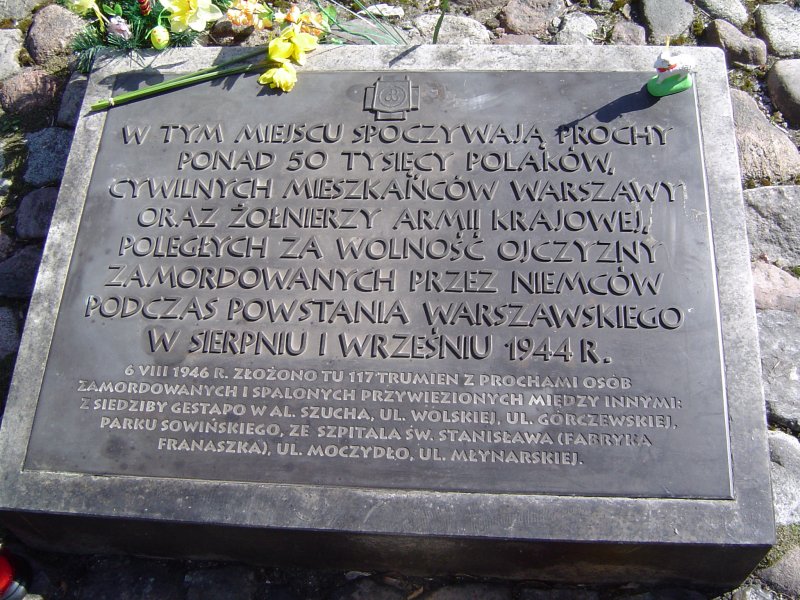 W TYM MIEJSCU SPOCZYWAJĄ PROCHY
PONAD 50 TYSIĘCY POLAKÓW,
CYWILNYCH MIESZKAŃCÓW WARSZAWY
ORAZ ŻOŁNIERZY ARMII KRAJOWEJ,
POLEGŁYCH ZA WOLNOŚĆ OJCZYZNY
ZAMORDOWANYCH PRZEZ NIEMCÓW
PODCZAS POWSTANIA WARSZAWSKIEGO
W SIERPNIU I WRZEŚNIU 1944 R.
6 VIII 1946 R. ZŁOŻONO TU 117 TRUMIEN Z PROCHAMI OSÓB
ZAMORDOWANYCH I SPALONYCH PRZYWIEZIONYCH MIĘDZY INNYMI:
Z SIEDZIBY GESTAPO W AL. SZUCHA, UL. WOLSKIEJ, UL. GÓRCZEWSKIEJ,
PARKU SOWIŃSKIEGO, ZE SZPITALA ŚW. STANISŁAWA (FABRYKA
FRANASZKA), UL. MOCZYDŁO, UL. MŁYNARSKIEJ.